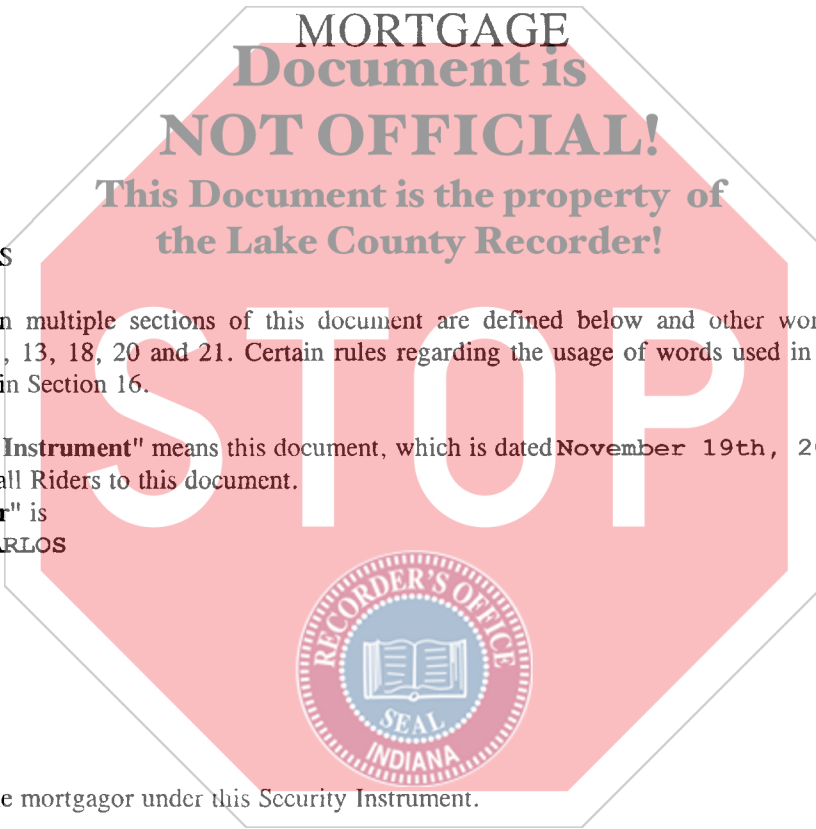 MORTGAGE
Document is
NOT OFFICIAL!
This Document is the property of
the Lake County Recorder!
S
n multiple sections of this document are defined below and other wor
, 13, 18, 20 and 21. Certain rules regarding the usage of words used in
in Section 16.
Instrument" means this document, which is dated November 19th, 2
all Riders to this document.
r" is
ARLOS
STOP
RECORDER'S OFFICE
SEAL
INDIANA
e mortgagor under this Security Instrument.